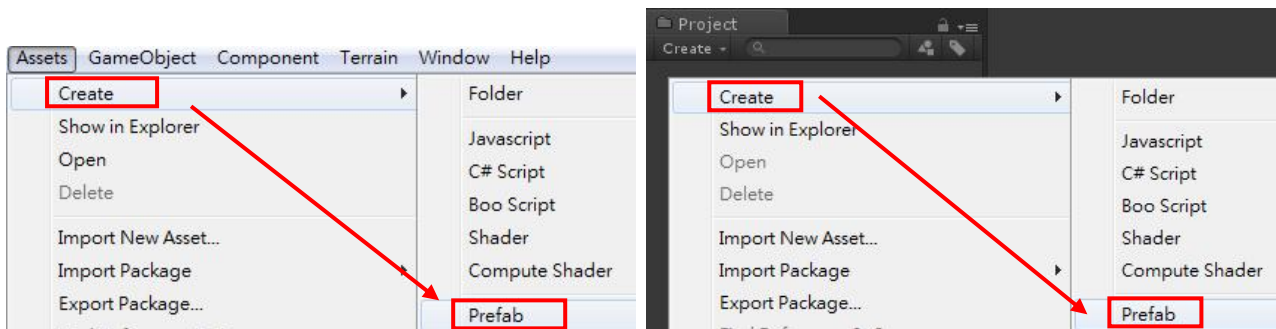 Assets GameObject Component Terrain Window Help
Create
Show in Explorer
Open
Delete
Import New Asset...
Import Package
Export Package...
Folder
Javascript
C# Script
Boo Script
Shader
Compute Shader
Prefab
Project
Create
Create
Show in Explorer
Open
Delete
Import New Asset...
Import Package
Export Package...
Folder
Javascript
C# Script
Boo Script
Shader
Compute Shader
Prefab